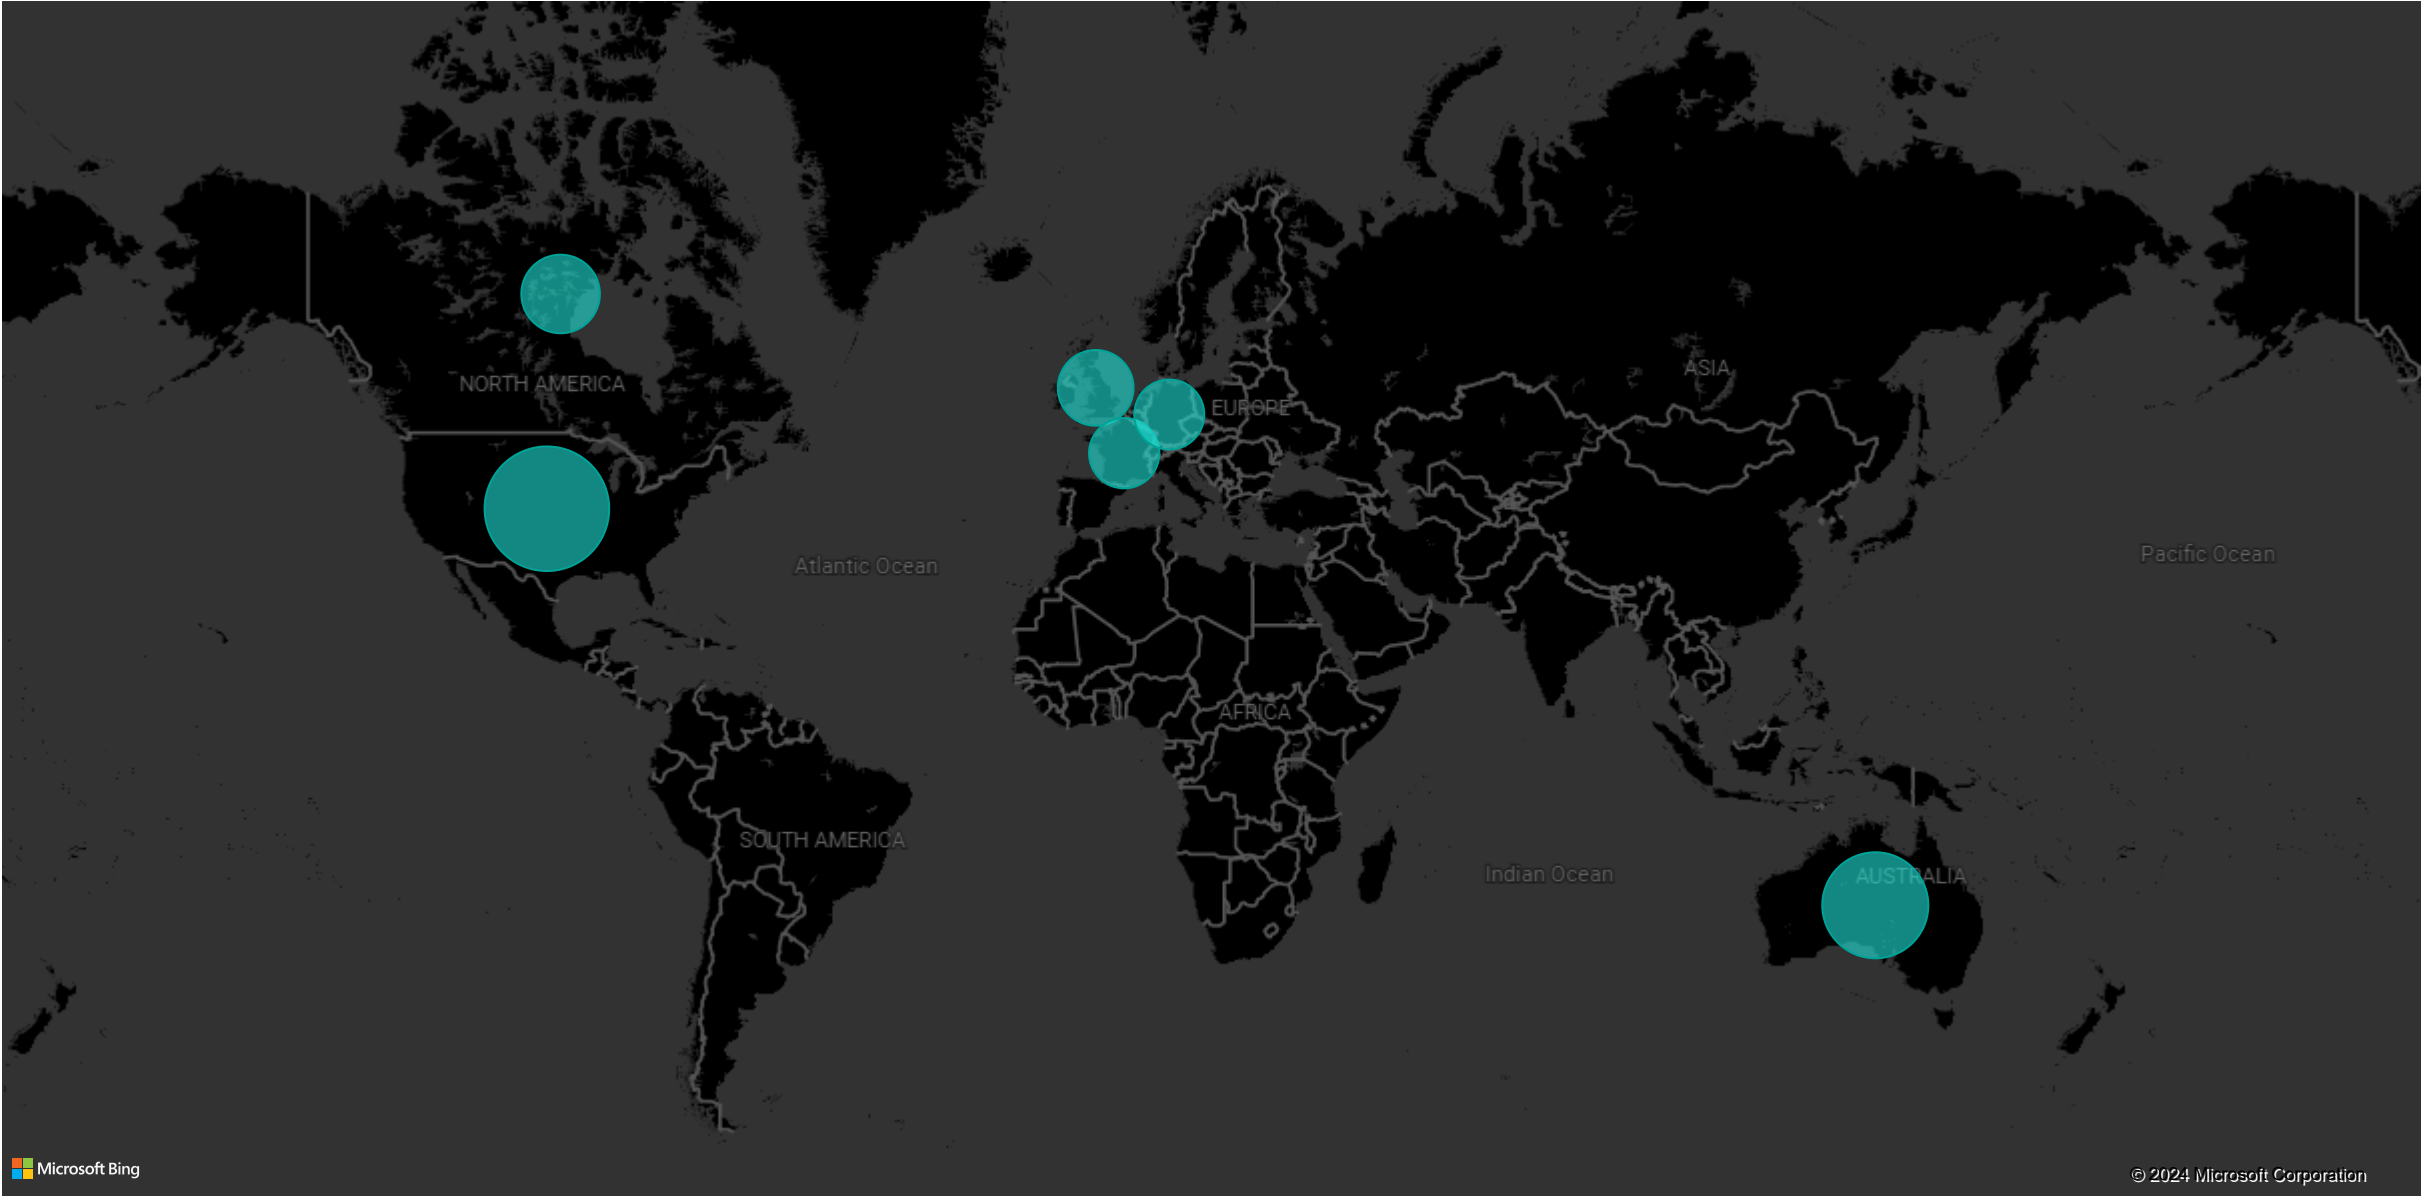 NORTH AMERICA
EUROPE
ASIA
Atlantic Ocean
Pacific Ocean
AFRICA
SOUTH AMERICA
Indian Ocean
AUSTRALIA
Microsoft Bing
© 2024 Microsoft Corporation